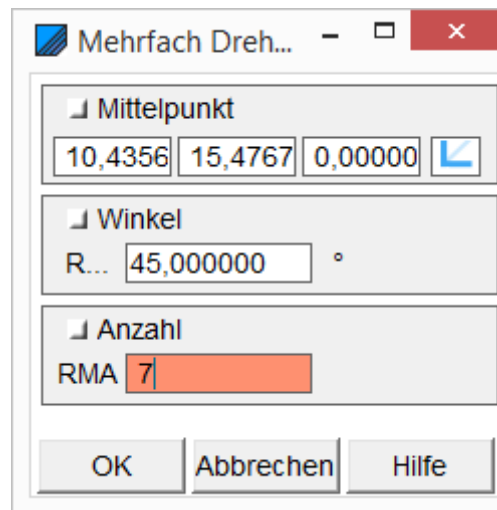 Mehrfach Dreh...
Mittelpunkt
10,4356 15,4767 0,00000
Winkel
R... 45,000000 °
Anzahl
RMA 7
OK Abbrechen Hilfe